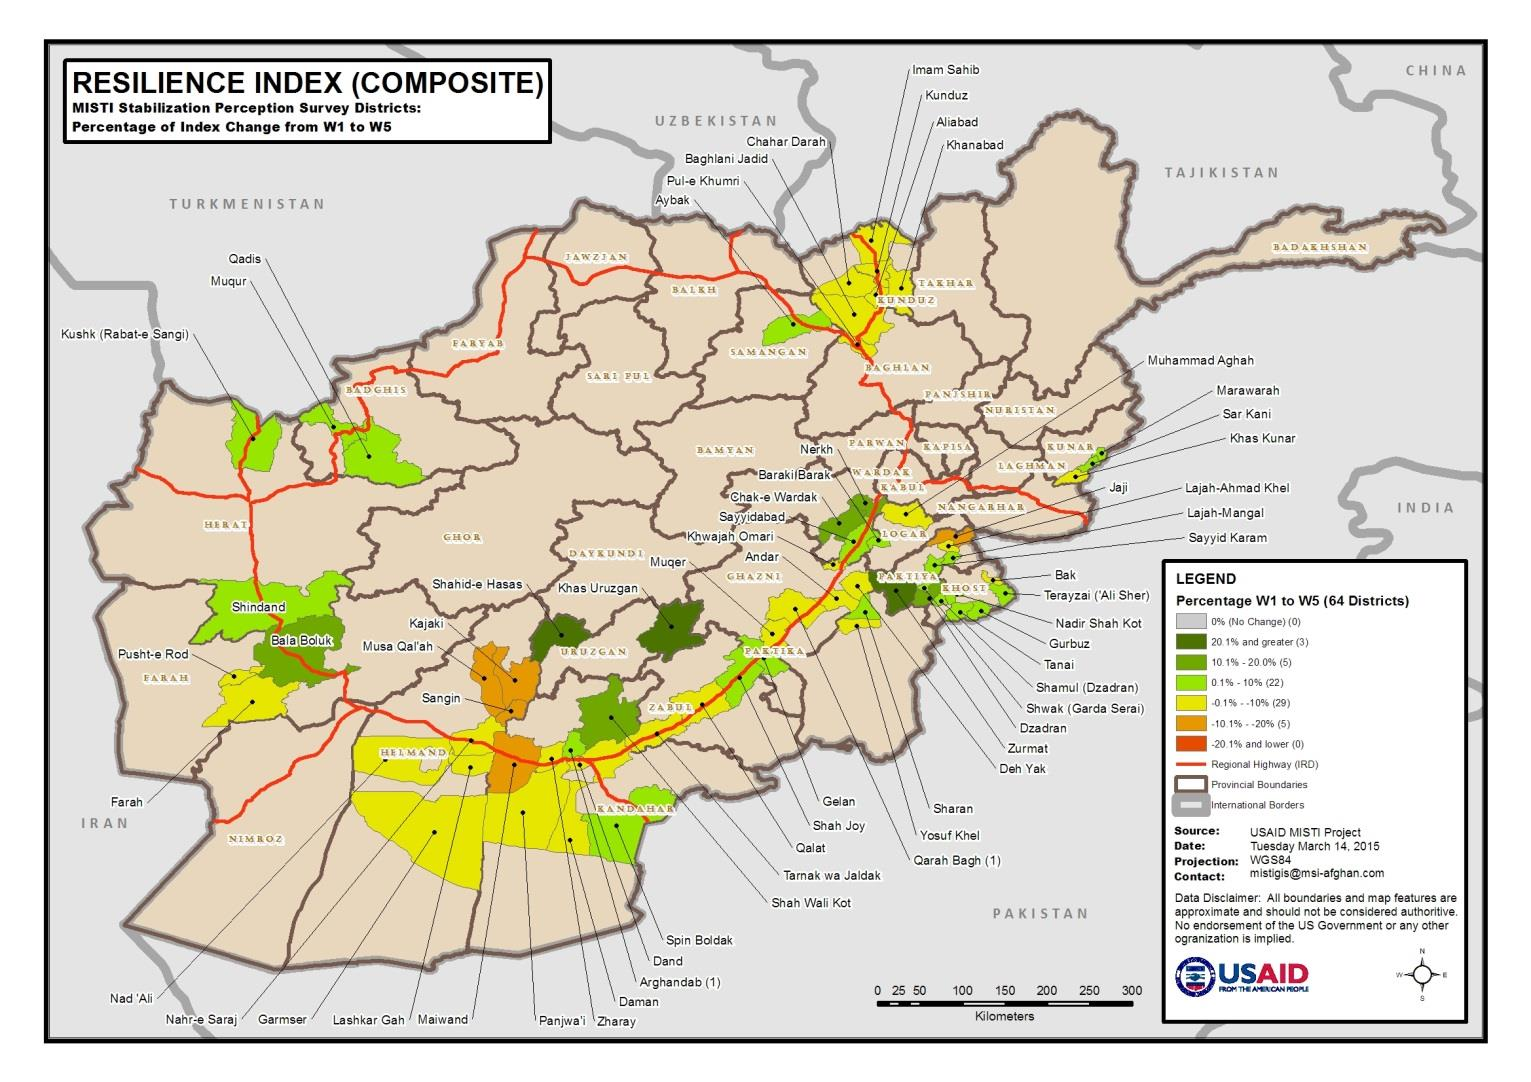 RESILIENCE INDEX (COMPOSITE)
MISTI Stabilization Perception Survey Districts:
Percentage of Index Change from W1 to W5
CHINA
UZBEKISTAN
TAJIKISTAN
TURKMENISTAN
Imam Sahib
Kunduz
Aliabad
Khanabad
Chahar Darah
Baghlani Jadid
Pul-e Khumri
Aybak
Qadis
Muqur
Kushk (Rabat-e Sangi)
BADAKHSHAN
JAWZJAN
BALKH
TAKHAR
KUNDUZ
FARYAB
SAMANGAN
SARI PUL
BAGHLAN
BADGHIS
PANJSHIR
NURISTAN
Muhammad Aghah
Marawarah
Sar Kani
Khas Kunar
BAMYAN
PARWAN
KAPISA
KUNAR
LAGHMAN
Nerkh
WARDAK
KABUL
Baraki Barak
Chak-e Wardak
Sayyidabad
Khwajah Omari
Andar
Jaji
Lajah-Ahmad Khel
Lajah-Mangal
Sayyid Karam
NANGARHAR
LOGAR
HERAT
GHOR
DAYKUNDI
GHAZNI
Muqer
PAKTIYA
KHOST
INDIA
Bak
Terayzai ('Ali Sher)
Nadir Shah Kot
Gurbuz
Tanai
Shamul (Dzadran)
Shwak (Garda Serai)
Dzadran
Zurmat
Deh Yak
Shahid-e Hasas
Khas Uruzgan
Shindand
Bala Boluk
Kajaki
Musa Qal'ah
Pusht-e Rod
FARAH
URUZGAN
PAKTIKA
Sangin
ZABUL
HELMAND
Farah
IRAN
NIMROZ
KANDAHAR
Gelan
Shah Joy
Qalat
Tarnak wa Jaldak
Shah Wali Kot
Sharan
Yosuf Khel
Qarah Bagh (1)
PAKISTAN
Spin Boldak
Dand
Arghandab (1)
Daman
Zharay
Panjwa'i
Maiwand
Lashkar Gah
Garmser
Nahr-e Saraj
Nad 'Ali
0 25 50 100 150 200 250 300
Kilometers
LEGEND
Percentage W1 to W5 (64 Districts)
0% (No Change) (0)
20.1% and greater (3)
10.1% - 20.0% (5)
0.1% - 10% (22)
-0.1% - -10% (29)
-10.1% - -20% (5)
-20.1% and lower (0)
Regional Highway (IRD)
Provincial Boundaries
International Borders
Source: USAID MISTI Project
Date: Tuesday March 14, 2015
Projection: WGS84
Contact: mistigis@msi-afghan.com
Data Disclaimer: All boundaries and map features are
approximate and should not be considered authoritive.
No endorsement of the US Government or any other
ogranization is implied.
USAID
FROM THE AMERICAN PEOPLE
N
W
E
S